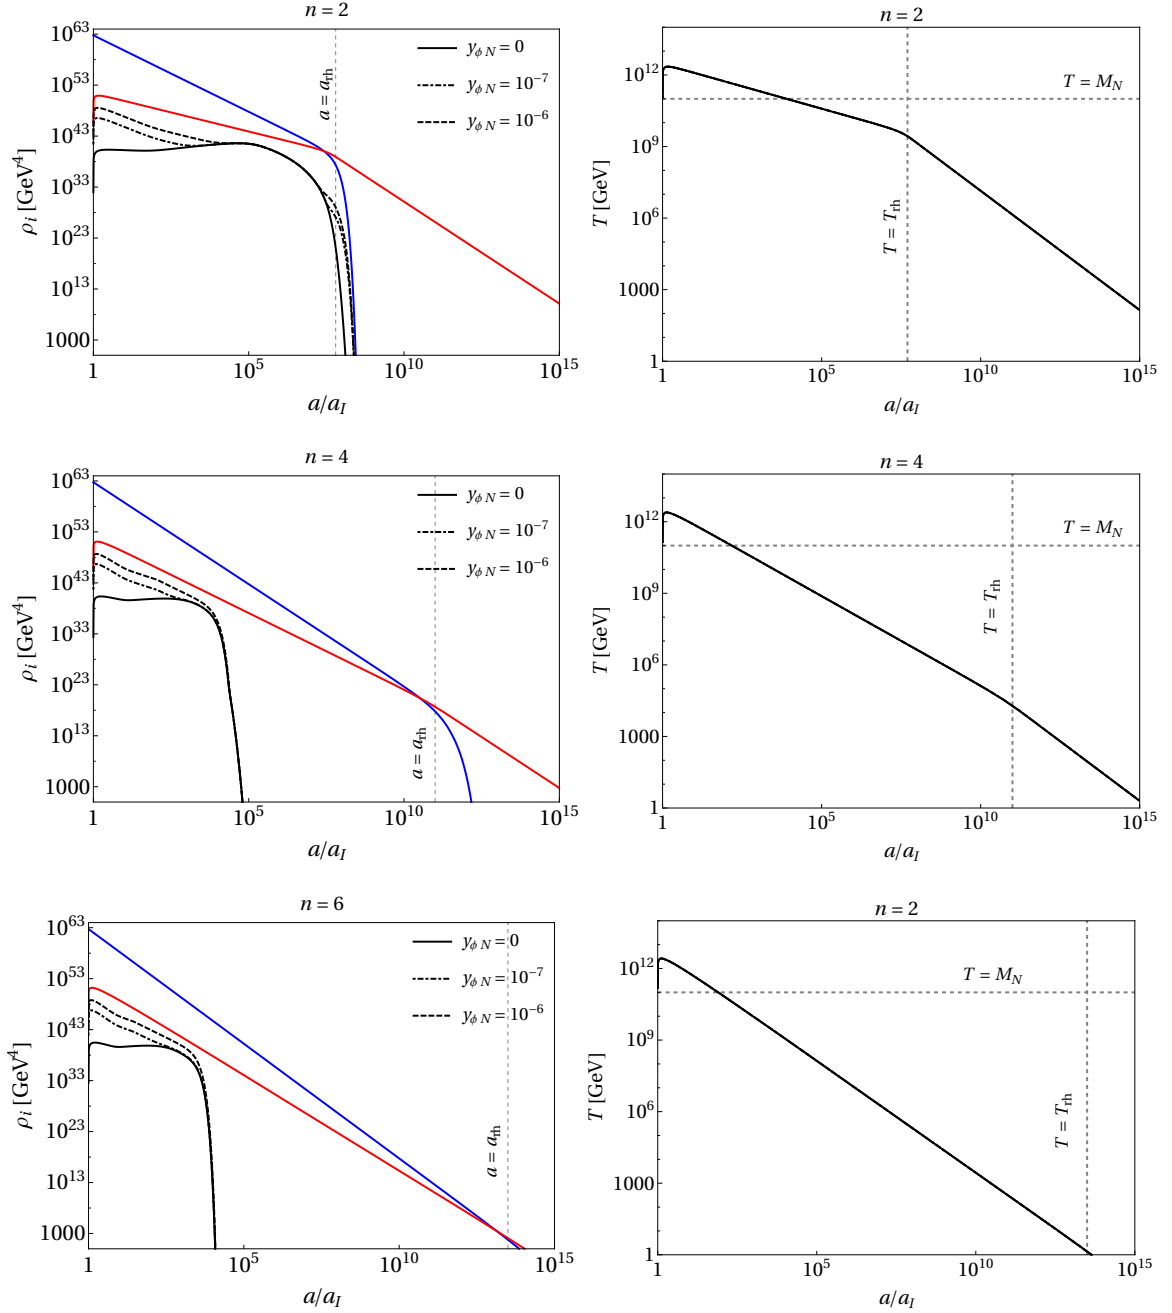 n = 2
10^63
10^53
10^43
10^33
10^23
10^13
1000
ρ_i [GeV^4]
y_ϕN = 0
y_ϕN = 10^-7
y_ϕN = 10^-6
a = a_rh
1
10^5
10^10
10^15
a/a_I
n = 2
10^12
10^9
10^6
1000
1
T [GeV]
T = M_N
T = T_rh
1
10^5
10^10
10^15
a/a_I
n = 4
10^63
10^53
10^43
10^33
10^23
10^13
1000
ρ_i [GeV^4]
y_ϕN = 0
y_ϕN = 10^-7
y_ϕN = 10^-6
a = a_rh
1
10^5
10^10
10^15
a/a_I
n = 4
10^12
10^9
10^6
1000
1
T [GeV]
T = M_N
T = T_rh
1
10^5
10^10
10^15
a/a_I
n = 6
10^63
10^53
10^43
10^33
10^23
10^13
1000
ρ_i [GeV^4]
y_ϕN = 0
y_ϕN = 10^-7
y_ϕN = 10^-6
a = a_rh
1
10^5
10^10
10^15
a/a_I
n = 2
10^12
10^9
10^6
1000
1
T [GeV]
T = M_N
T = T_rh
1
10^5
10^10
10^15
a/a_I